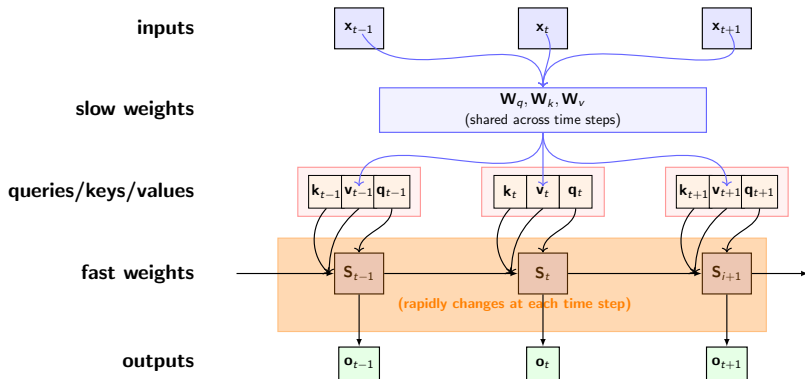 inputs x_{t−1} x_t x_{t+1}
slow weights W_q, W_k, W_v
(shared across time steps)
queries/keys/values k_{t−1} v_{t−1} q_{t−1} k_t v_t q_t k_{t+1} v_{t+1} q_{t+1}
fast weights S_{t−1} S_t S_{i+1}
(rapidly changes at each time step)
outputs o_{t−1} o_t o_{t+1}